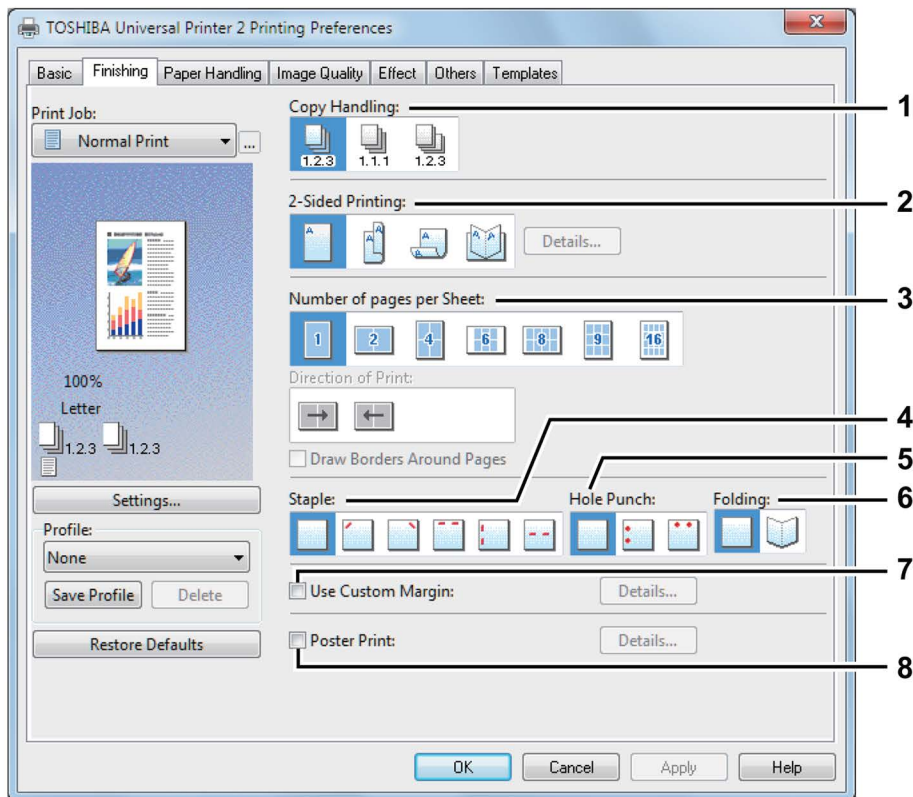 TOSHIBA Universal Printer 2 Printing Preferences
Basic Finishing Paper Handling Image Quality Effect Others Templates
Print Job:
Normal Print ...
100%
Letter
1.2.3 1.2.3
Settings...
Profile:
None
Save Profile Delete
Restore Defaults
Copy Handling: 1
1.2.3 1.1.1 1.2.3
2-Sided Printing: 2
A A A A A
Details...
Number of pages per Sheet: 3
1 2 4 6 8 9 16
Direction of Print:
Draw Borders Around Pages
4
Staple: Hole Punch: Folding:
5
6
Use Custom Margin: Details...
7
Poster Print: Details...
8
OK Cancel Apply Help